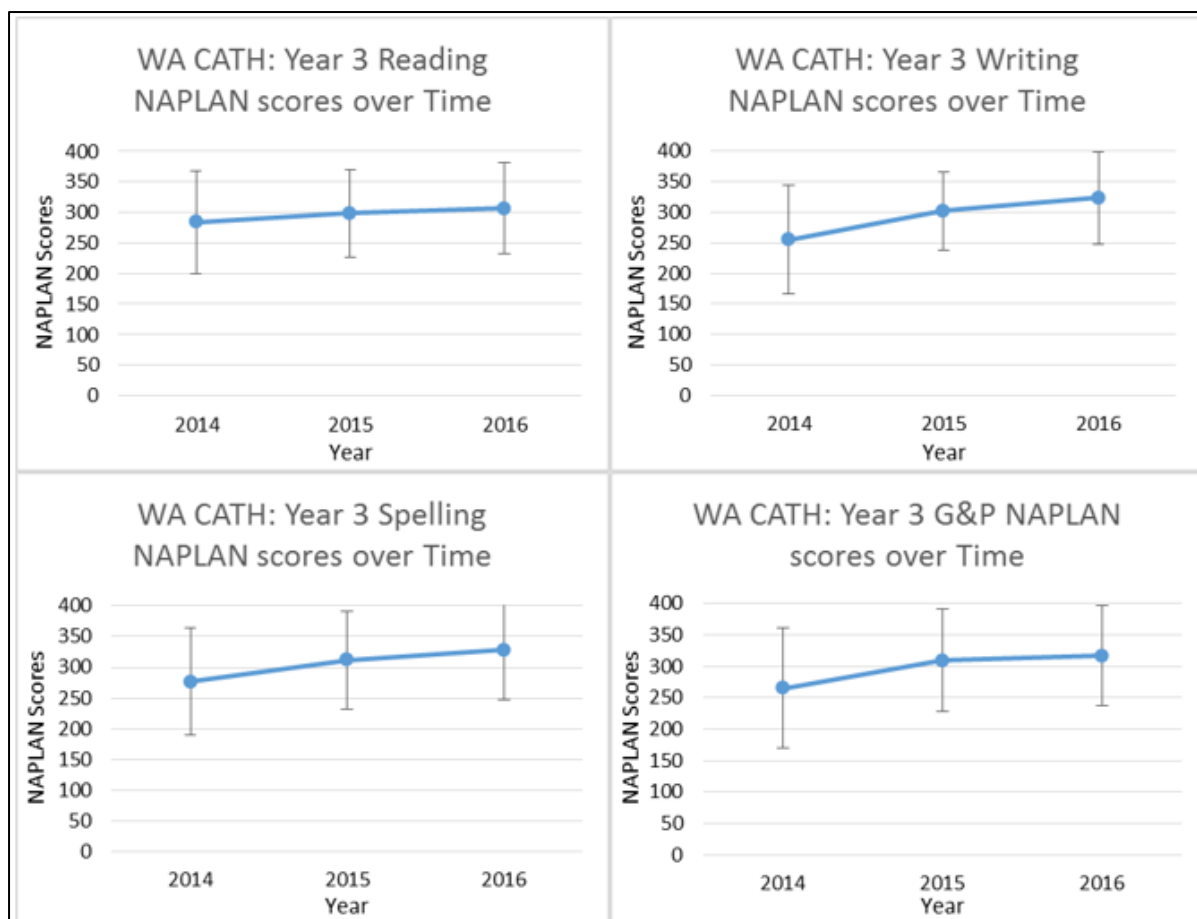 WA CATH: Year 3 Reading
NAPLAN scores over Time
NAPLAN Scores
400
350
300
250
200
150
100
50
0
2014 2015 2016
Year
WA CATH: Year 3 Writing
NAPLAN scores over Time
NAPLAN Scores
400
350
300
250
200
150
100
50
0
2014 2015 2016
Year
WA CATH: Year 3 Spelling
NAPLAN scores over Time
NAPLAN Scores
400
350
300
250
200
150
100
50
0
2014 2015 2016
Year
WA CATH: Year 3 G&P NAPLAN
scores over Time
NAPLAN Scores
400
350
300
250
200
150
100
50
0
2014 2015 2016
Year